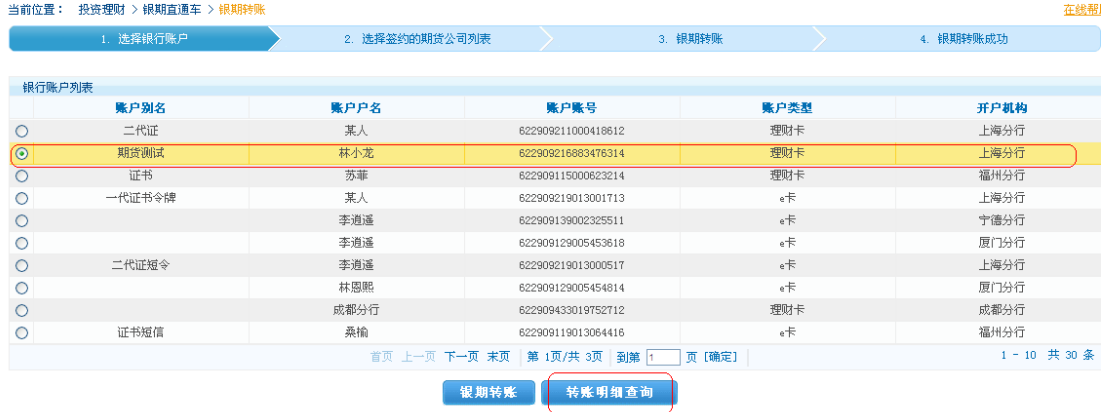 当前位置： 投资理财 > 银期直通车 > 银期转账 在线帮
1. 选择银行账户 2. 选择签约的期货公司列表 3. 银期转账 4. 银期转账成功
银行账户列表
账户别名 账户户名 账户账号 账户类型 开户机构
二代证 某人 622909211000418612 理财卡 上海分行
期货测试 林小龙 622909216883476314 理财卡 上海分行
证书 苏菲 622909115000623214 理财卡 福州分行
一代证书令牌 某人 622909219013001713 e卡 上海分行
李逍遥 622909139002325511 e卡 宁德分行
李逍遥 622909129005453618 e卡 厦门分行
二代证短令 李逍遥 622909219013000517 e卡 上海分行
林恩熙 622909129005454814 e卡 厦门分行
成都分行 622909433019752712 理财卡 成都分行
证书短信 桑榆 622909119013064416 e卡 福州分行
首页 上一页 下一页 末页 第 1页/共 3页 到第 1 页 [确定] 1 - 10 共 30 条
银期转账 转账明细查询